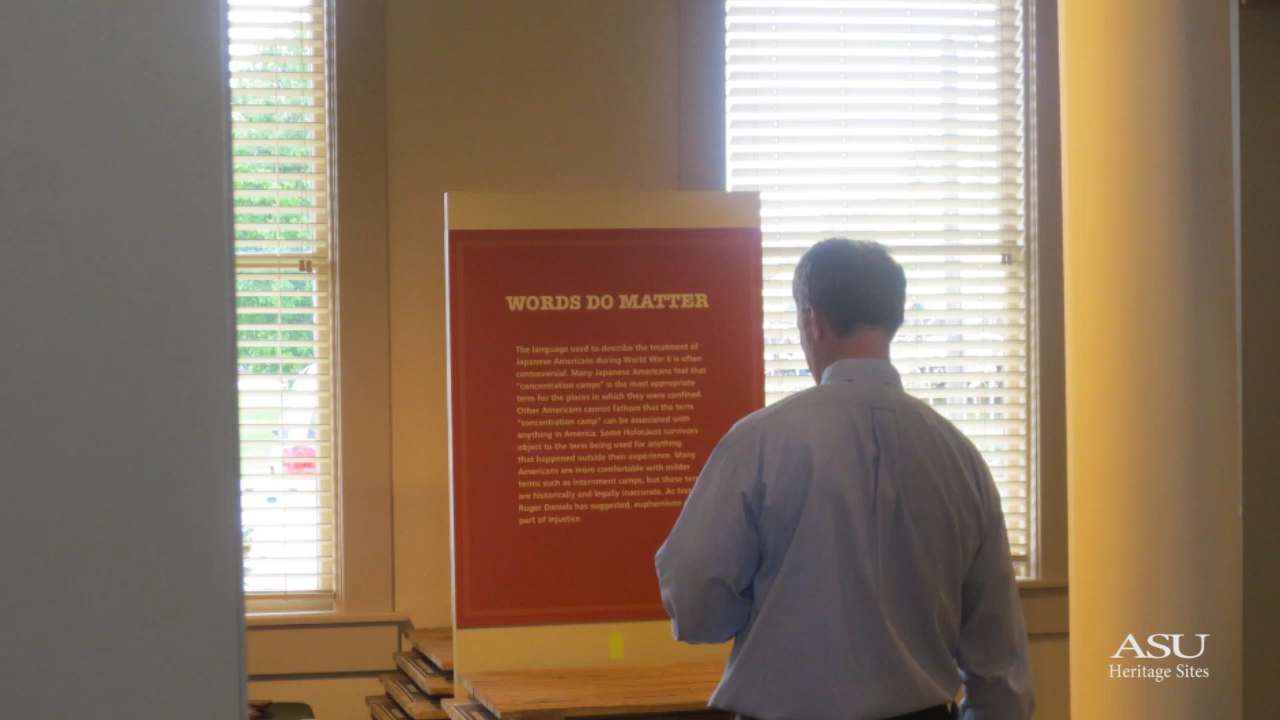 WORDS DO MATTER
The language used to describe the treatment of
Japanese Americans during World War II is often
controversial. Many Japanese Americans feel that
"concentration camps" is the most appropriate
term for the places in which they were confined.
Other Americans cannot fathom that the term
"concentration camp" can be associated with
anything in America. Some Holocaust survivors
object to the term being used for anything
that happened outside their experience. Many
Americans are more comfortable with milder
terms such as internment camps, but these
are historically and legally inaccurate. As
Roger Daniels has suggested, euphemisms
part of injustice.
ASU
Heritage Sites